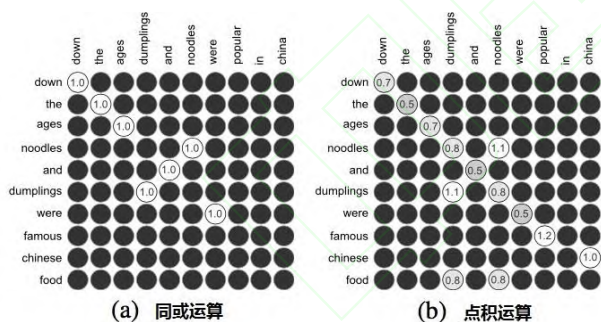 down the ages dumplings and noodles were popular in china
down 1.0
the 1.0
ages 1.0
noodles 1.0
and 1.0
dumplings 1.0
were 1.0
famous
chinese
food
(a) 同或运算
down the ages dumplings and noodles were popular in china
down 0.7
the 0.5
ages 0.7
noodles 0.8 1.1
and 0.5
dumplings 1.1 0.8
were 0.5
famous 1.2
chinese 1.0
food 0.8 0.8
(b) 点积运算